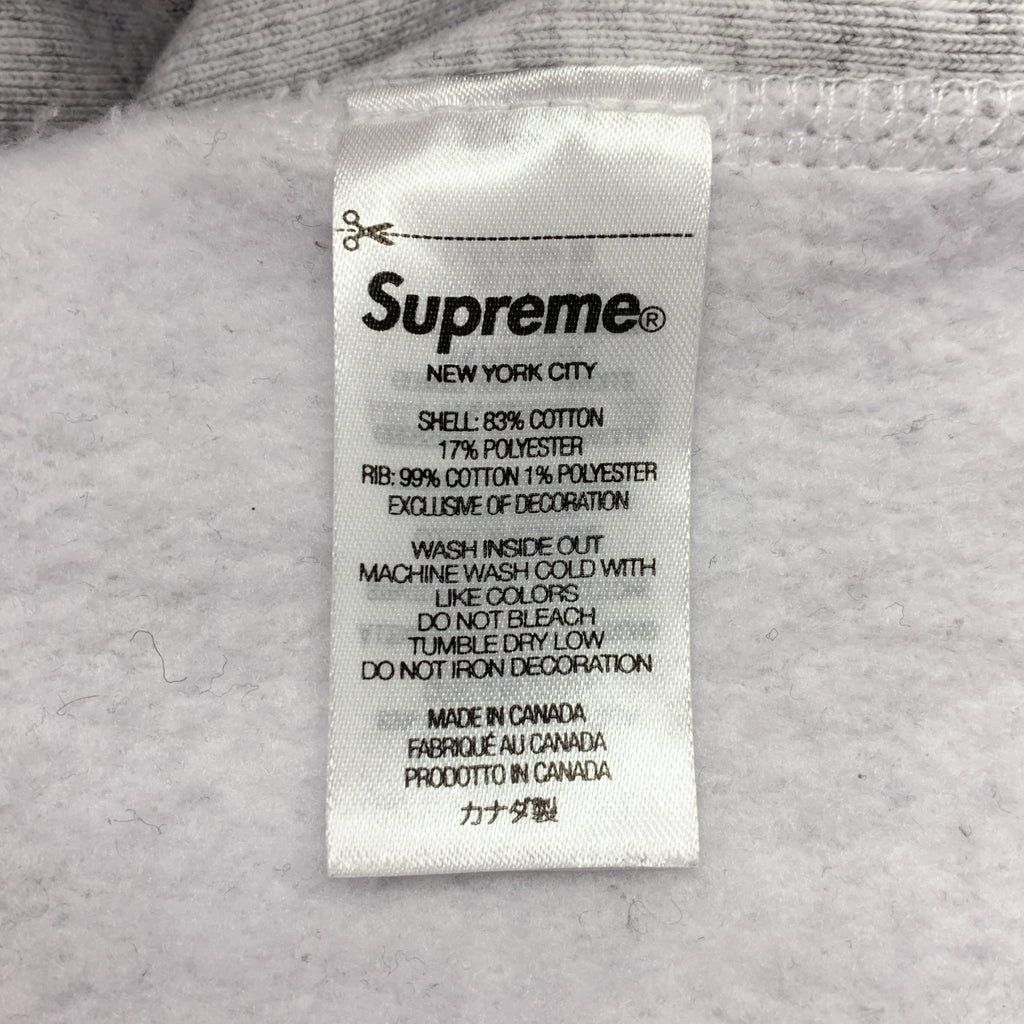 Supreme®
NEW YORK CITY
SHELL: 83% COTTON
17% POLYESTER
RIB: 99% COTTON 1% POLYESTER
EXCLUSIVE OF DECORATION
WASH INSIDE OUT
MACHINE WASH COLD WITH
LIKE COLORS
DO NOT BLEACH
TUMBLE DRY LOW
DO NOT IRON DECORATION
MADE IN CANADA
FABRIQUÉ AU CANADA
PRODOTTO IN CANADA
カナダ製